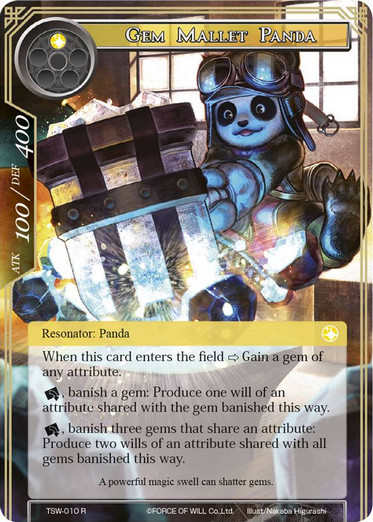 Gem Mallet Panda
ATK 100 / DEF 400
Resonator: Panda
When this card enters the field ⇨ Gain a gem of
any attribute.
, banish a gem: Produce one will of an
attribute shared with the gem banished this way.
, banish three gems that share an attribute:
Produce two wills of an attribute shared with all
gems banished this way.
A powerful magic swell can shatter gems.
TSW-010 R ©FORCE OF WILL Co.,Ltd. Illust/Nakaba Higurashi